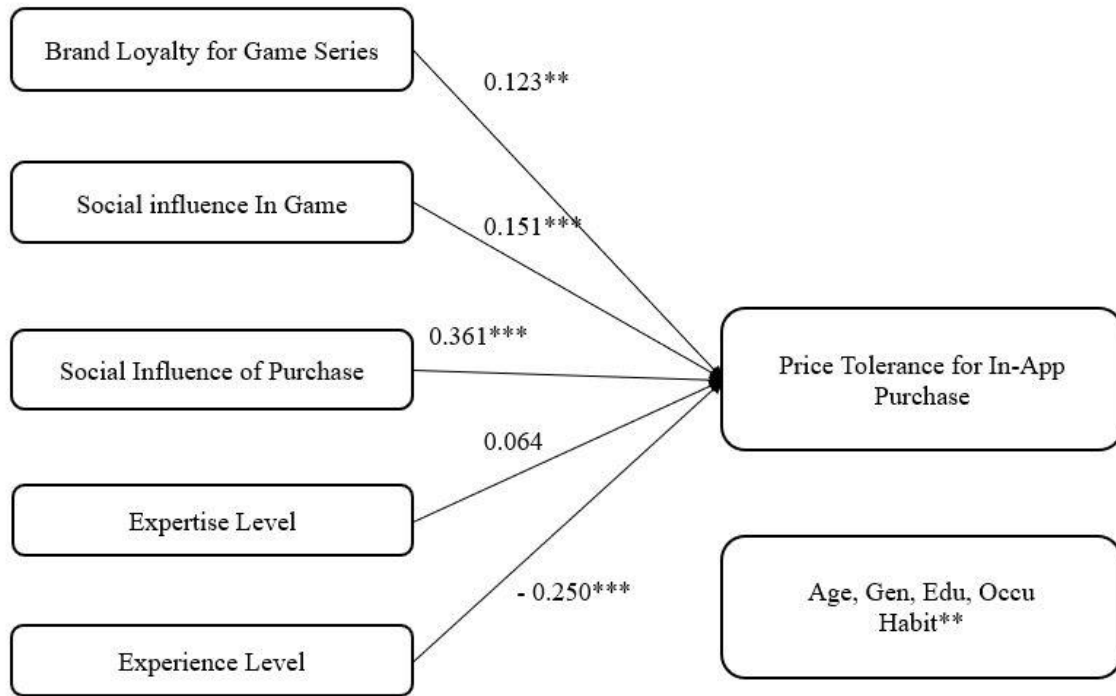 Brand Loyalty for Game Series
0.123**
Social influence In Game
0.151***
Social Influence of Purchase
0.361***
Price Tolerance for In-App
Purchase
0.064
Expertise Level
- 0.250***
Age, Gen, Edu, Occu
Habit**
Experience Level